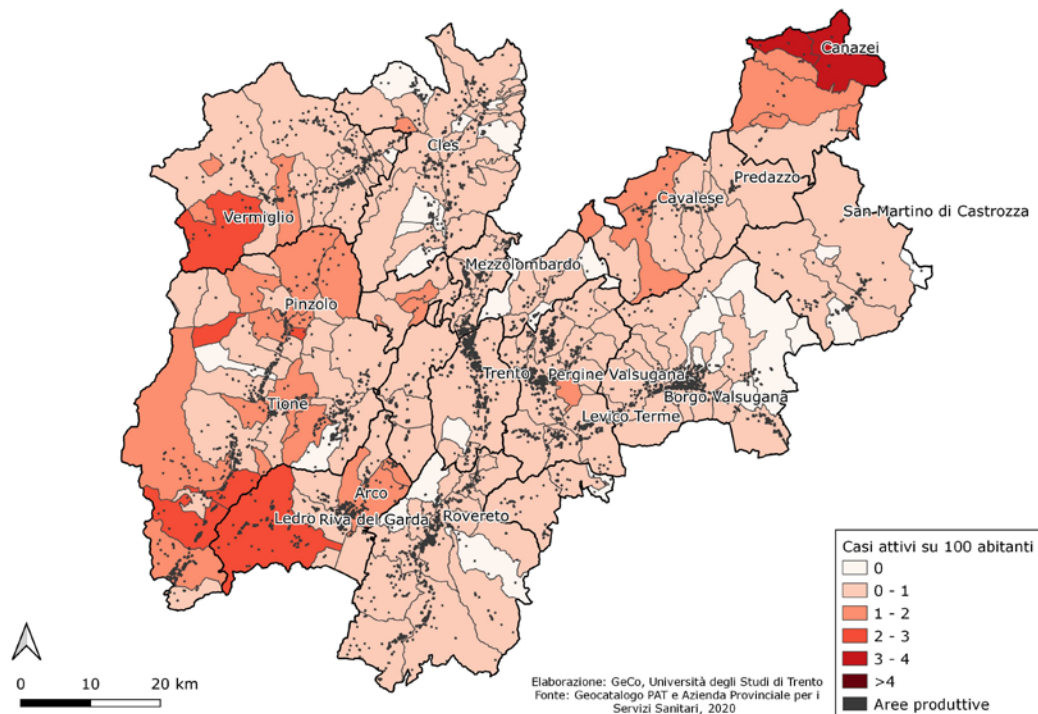 Canazei
Cles
Predazzo
Cavalese
Vermiglio
San Martino di Castrozza
Mezzolombardo
Pinzolo
Trento
Pergine Valsugana
Borgo Valsugana
Tione
Levico Terme
Arco
Ledro
Riva del Garda
Rovereto
Casi attivi su 100 abitanti
0
0 - 1
1 - 2
2 - 3
3 - 4
>4
Aree produttive
0 10 20 km
Elaborazione: GeCo, Università degli Studi di Trento
Fonte: Geocatalogo PAT e Azienda Provinciale per i
Servizi Sanitari, 2020